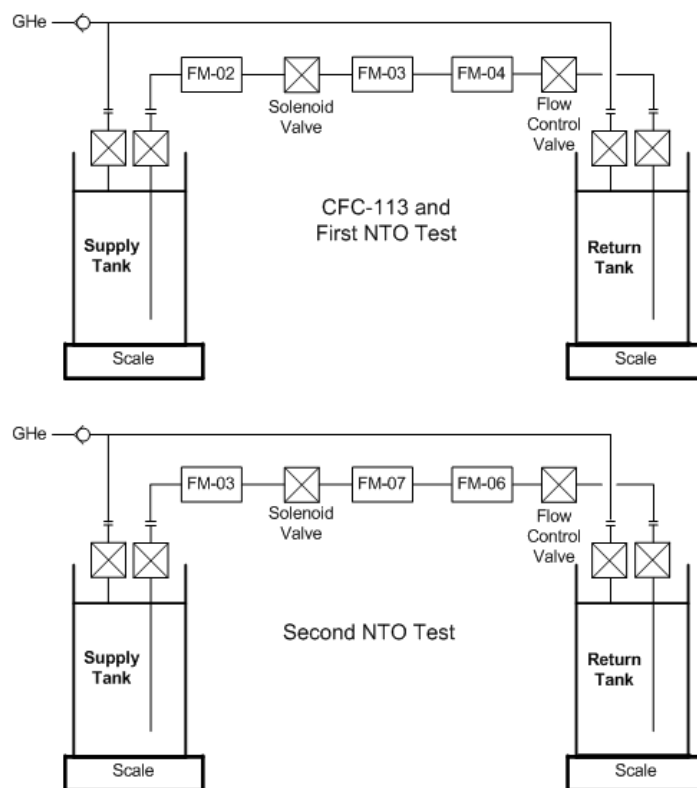 GHe
FM-02
FM-03
FM-04
Solenoid
Valve
Flow
Control
Valve
CFC-113 and
First NTO Test
Supply
Tank
Return
Tank
Scale
Scale
GHe
FM-03
FM-07
FM-06
Solenoid
Valve
Flow
Control
Valve
Second NTO Test
Supply
Tank
Return
Tank
Scale
Scale